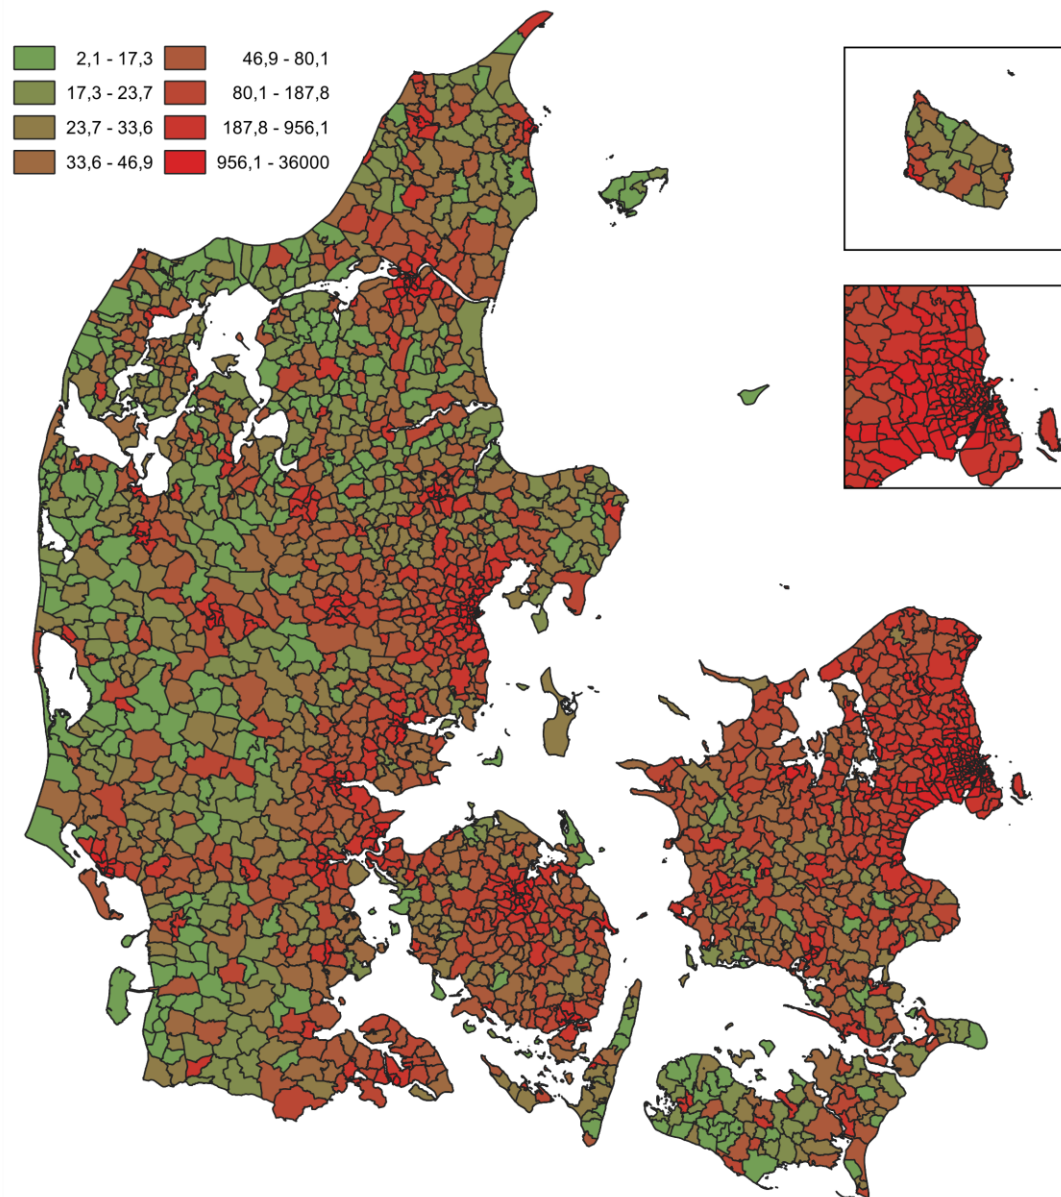 2,1 - 17,3
17,3 - 23,7
23,7 - 33,6
33,6 - 46,9
46,9 - 80,1
80,1 - 187,8
187,8 - 956,1
956,1 - 36000